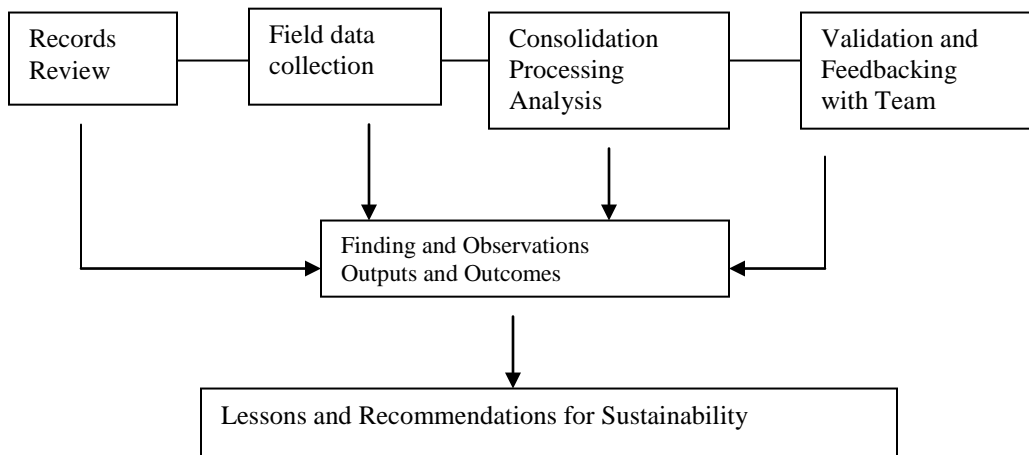 Records
Review
Field data
collection
Consolidation
Processing
Analysis
Validation and
Feedbacking
with Team
Finding and Observations
Outputs and Outcomes
Lessons and Recommendations for Sustainability